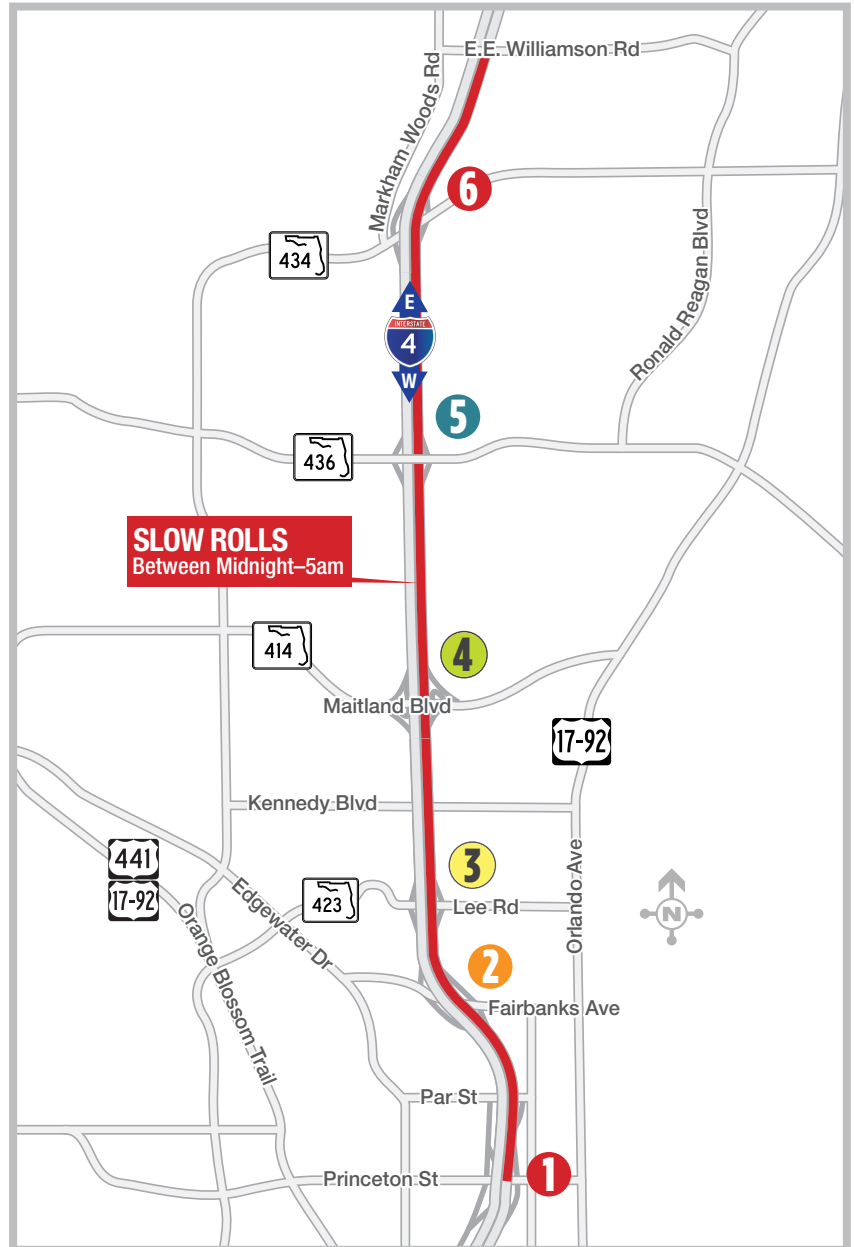 E.E. Williamson Rd
Markham Woods Rd
6
434
Ronald Reagan Blvd
E
INTERSTATE
4
W
5
436
SLOW ROLLS
Between Midnight–5am
414
4
Maitland Blvd
17-92
Kennedy Blvd
441
17-92
3
423
Lee Rd
Edgewater Dr
Orange Blossom Trail
Orlando Ave
N
2
Fairbanks Ave
Par St
Princeton St
1